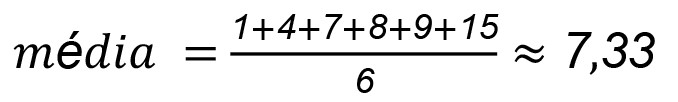 média = (1+4+7+8+9+15)/6 ≈ 7,33